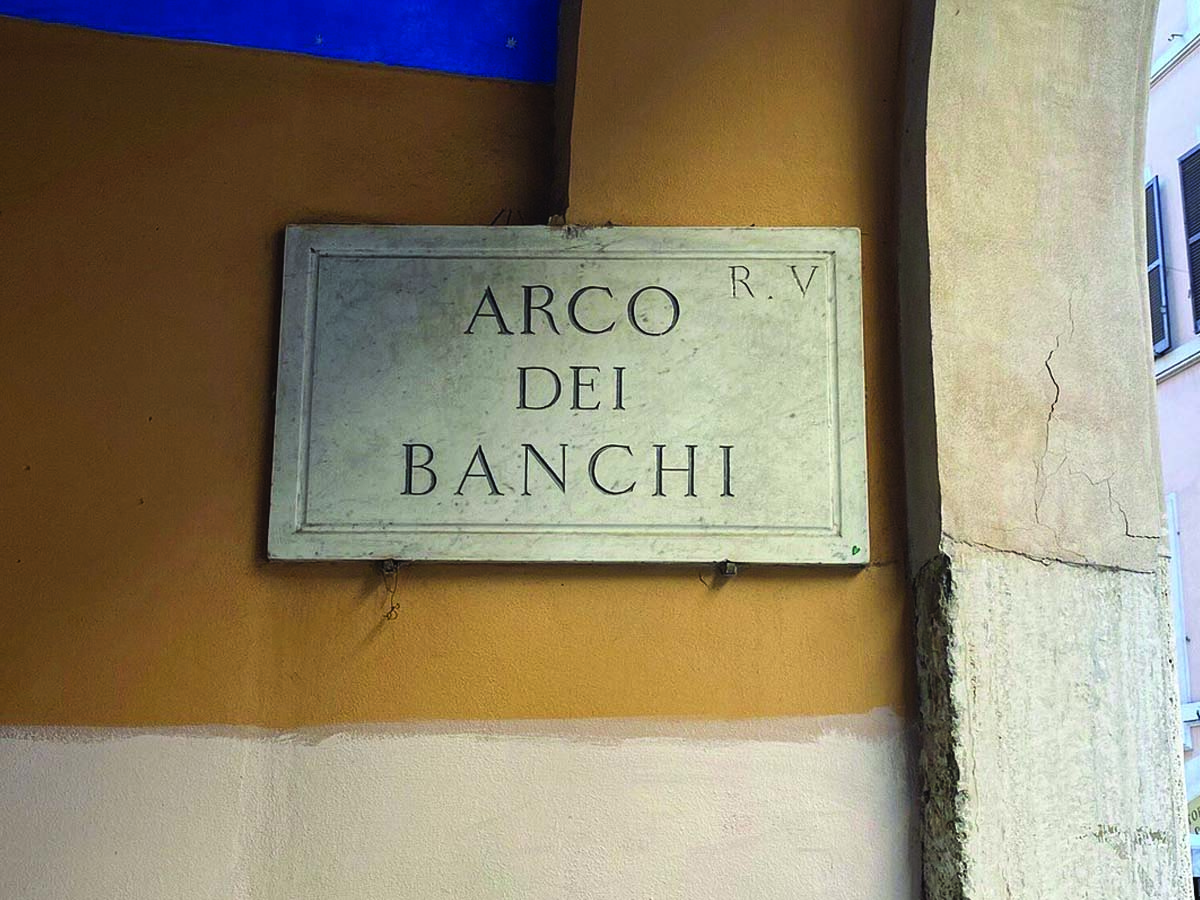 R. V
ARCO
DEI
BANCHI